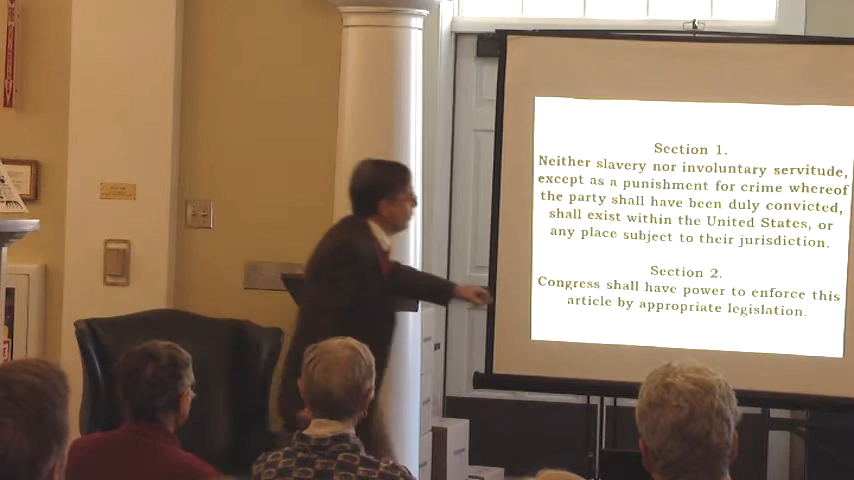 Section 1.
Neither slavery nor involuntary servitude,
except as a punishment for crime whereof
the party shall have been duly convicted,
shall exist within the United States, or
any place subject to their jurisdiction.
Section 2.
Congress shall have power to enforce this
article by appropriate legislation.